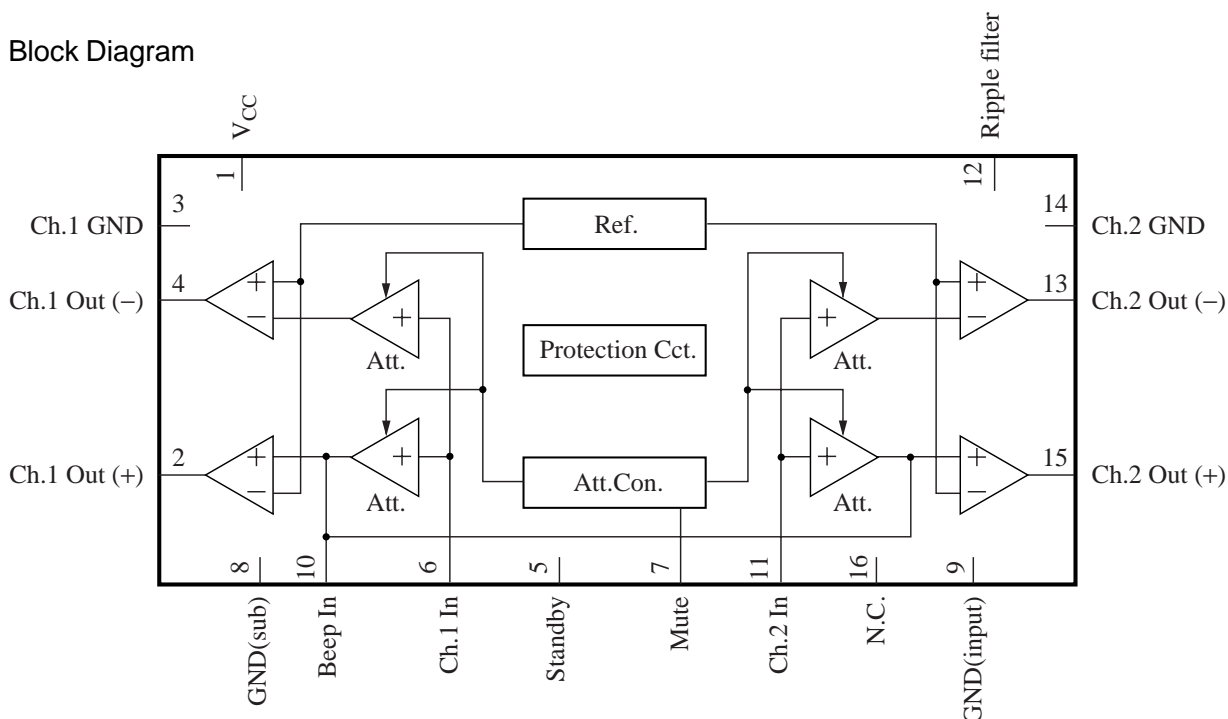 Block Diagram
VCC
Ripple filter
1
12
3
Ch.1 GND
Ref.
14
Ch.2 GND
4
Ch.1 Out (−)
+
−
+
Att.
Protection Cct.
+
Att.
+
−
13
Ch.2 Out (−)
2
Ch.1 Out (+)
+
−
+
Att.
Att.Con.
+
Att.
+
−
15
Ch.2 Out (+)
8
10
6
5
7
11
16
9
GND(sub)
Beep In
Ch.1 In
Standby
Mute
Ch.2 In
N.C.
GND(input)